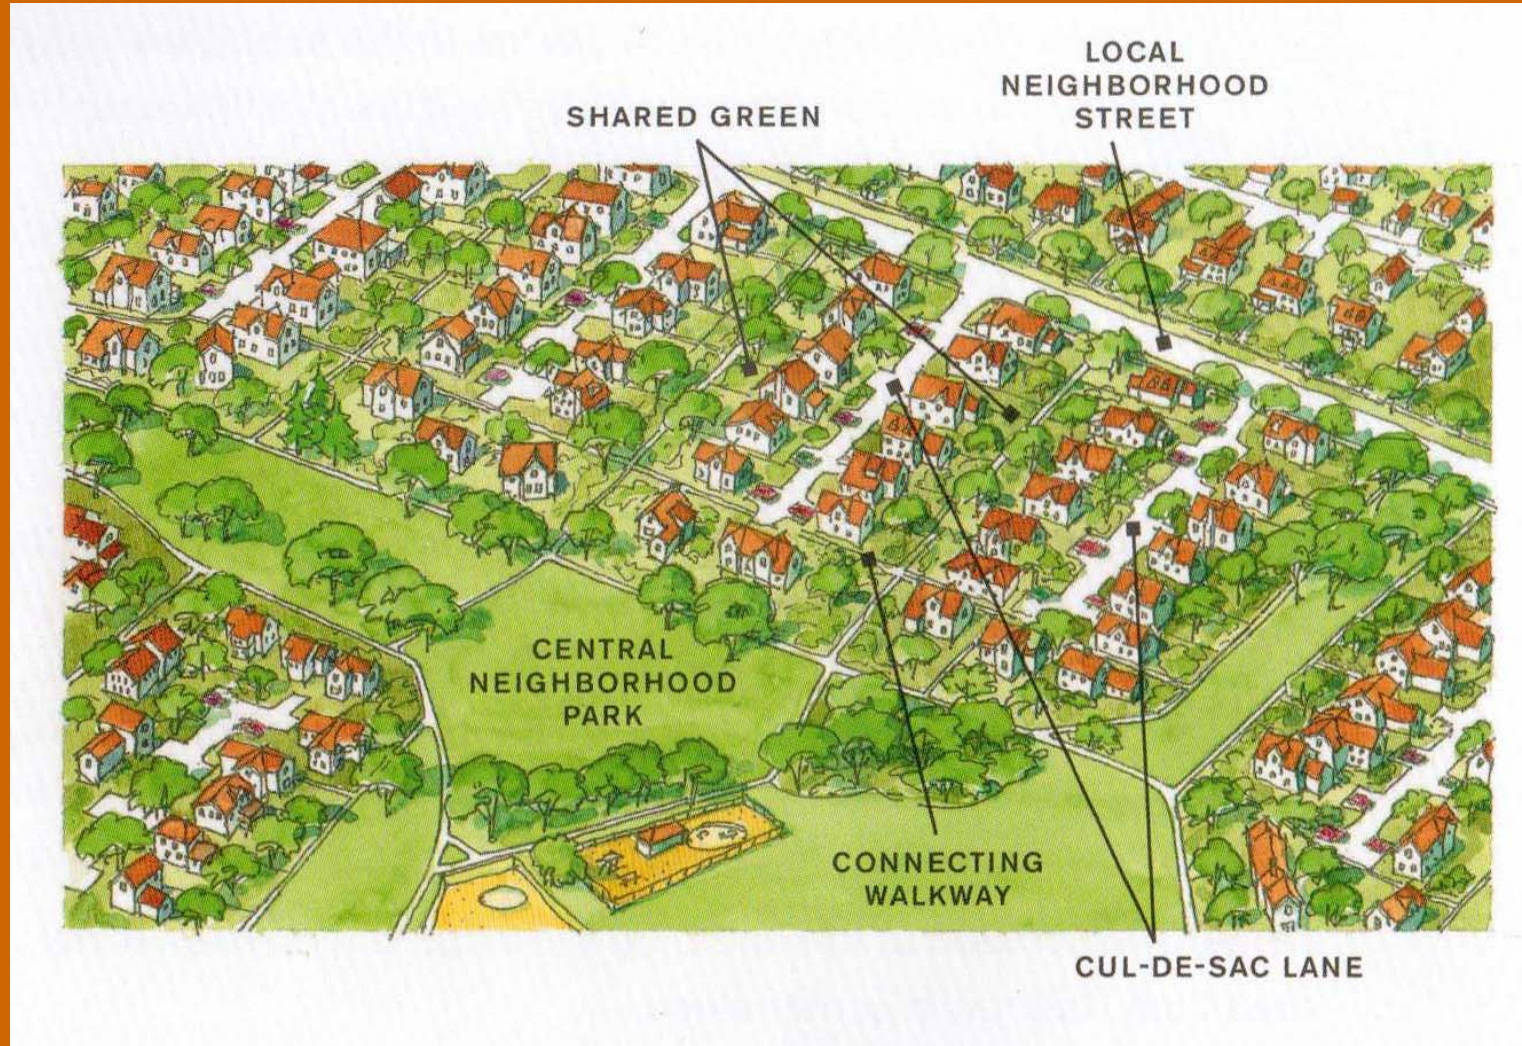 LOCAL
NEIGHBORHOOD
STREET
SHARED GREEN
CENTRAL
NEIGHBORHOOD
PARK
CONNECTING
WALKWAY
CUL-DE-SAC LANE